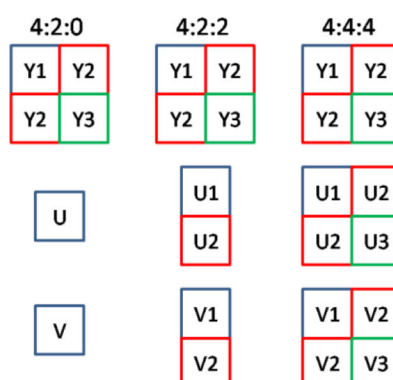 4:2:0 4:2:2 4:4:4
Y1 Y2 Y1 Y2 Y1 Y2
Y2 Y3 Y2 Y3 Y2 Y3
U U1 U1 U2
U2 U2 U3
V V1 V1 V2
V2 V2 V3